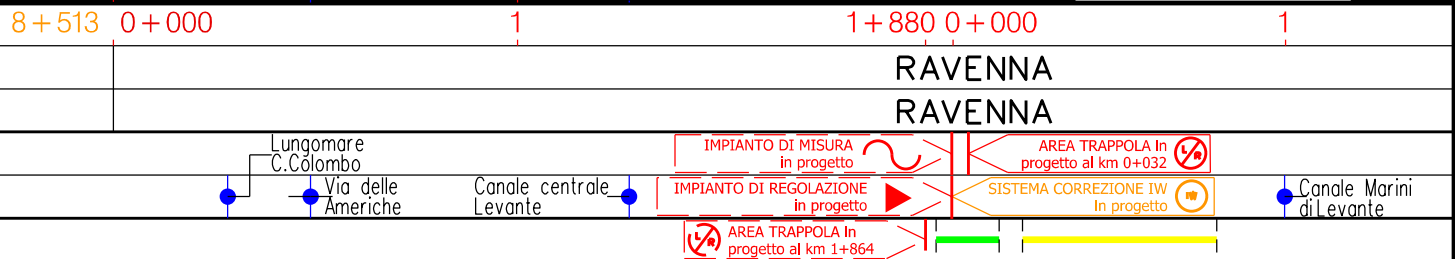 8+513 0+000 1 1+880 0+000 1
RAVENNA
RAVENNA
Lungomare
C.Colombo
IMPIANTO DI MISURA
in progetto
AREA TRAPPOLA In
progetto al km 0+032
L/R
Via delle
Americhe
Canale centrale
Levante
IMPIANTO DI REGOLAZIONE
in progetto
SISTEMA CORREZIONE IW
In progetto
IW
Canale Marini
diLevante
L/R
AREA TRAPPOLA In
progetto al km 1+864